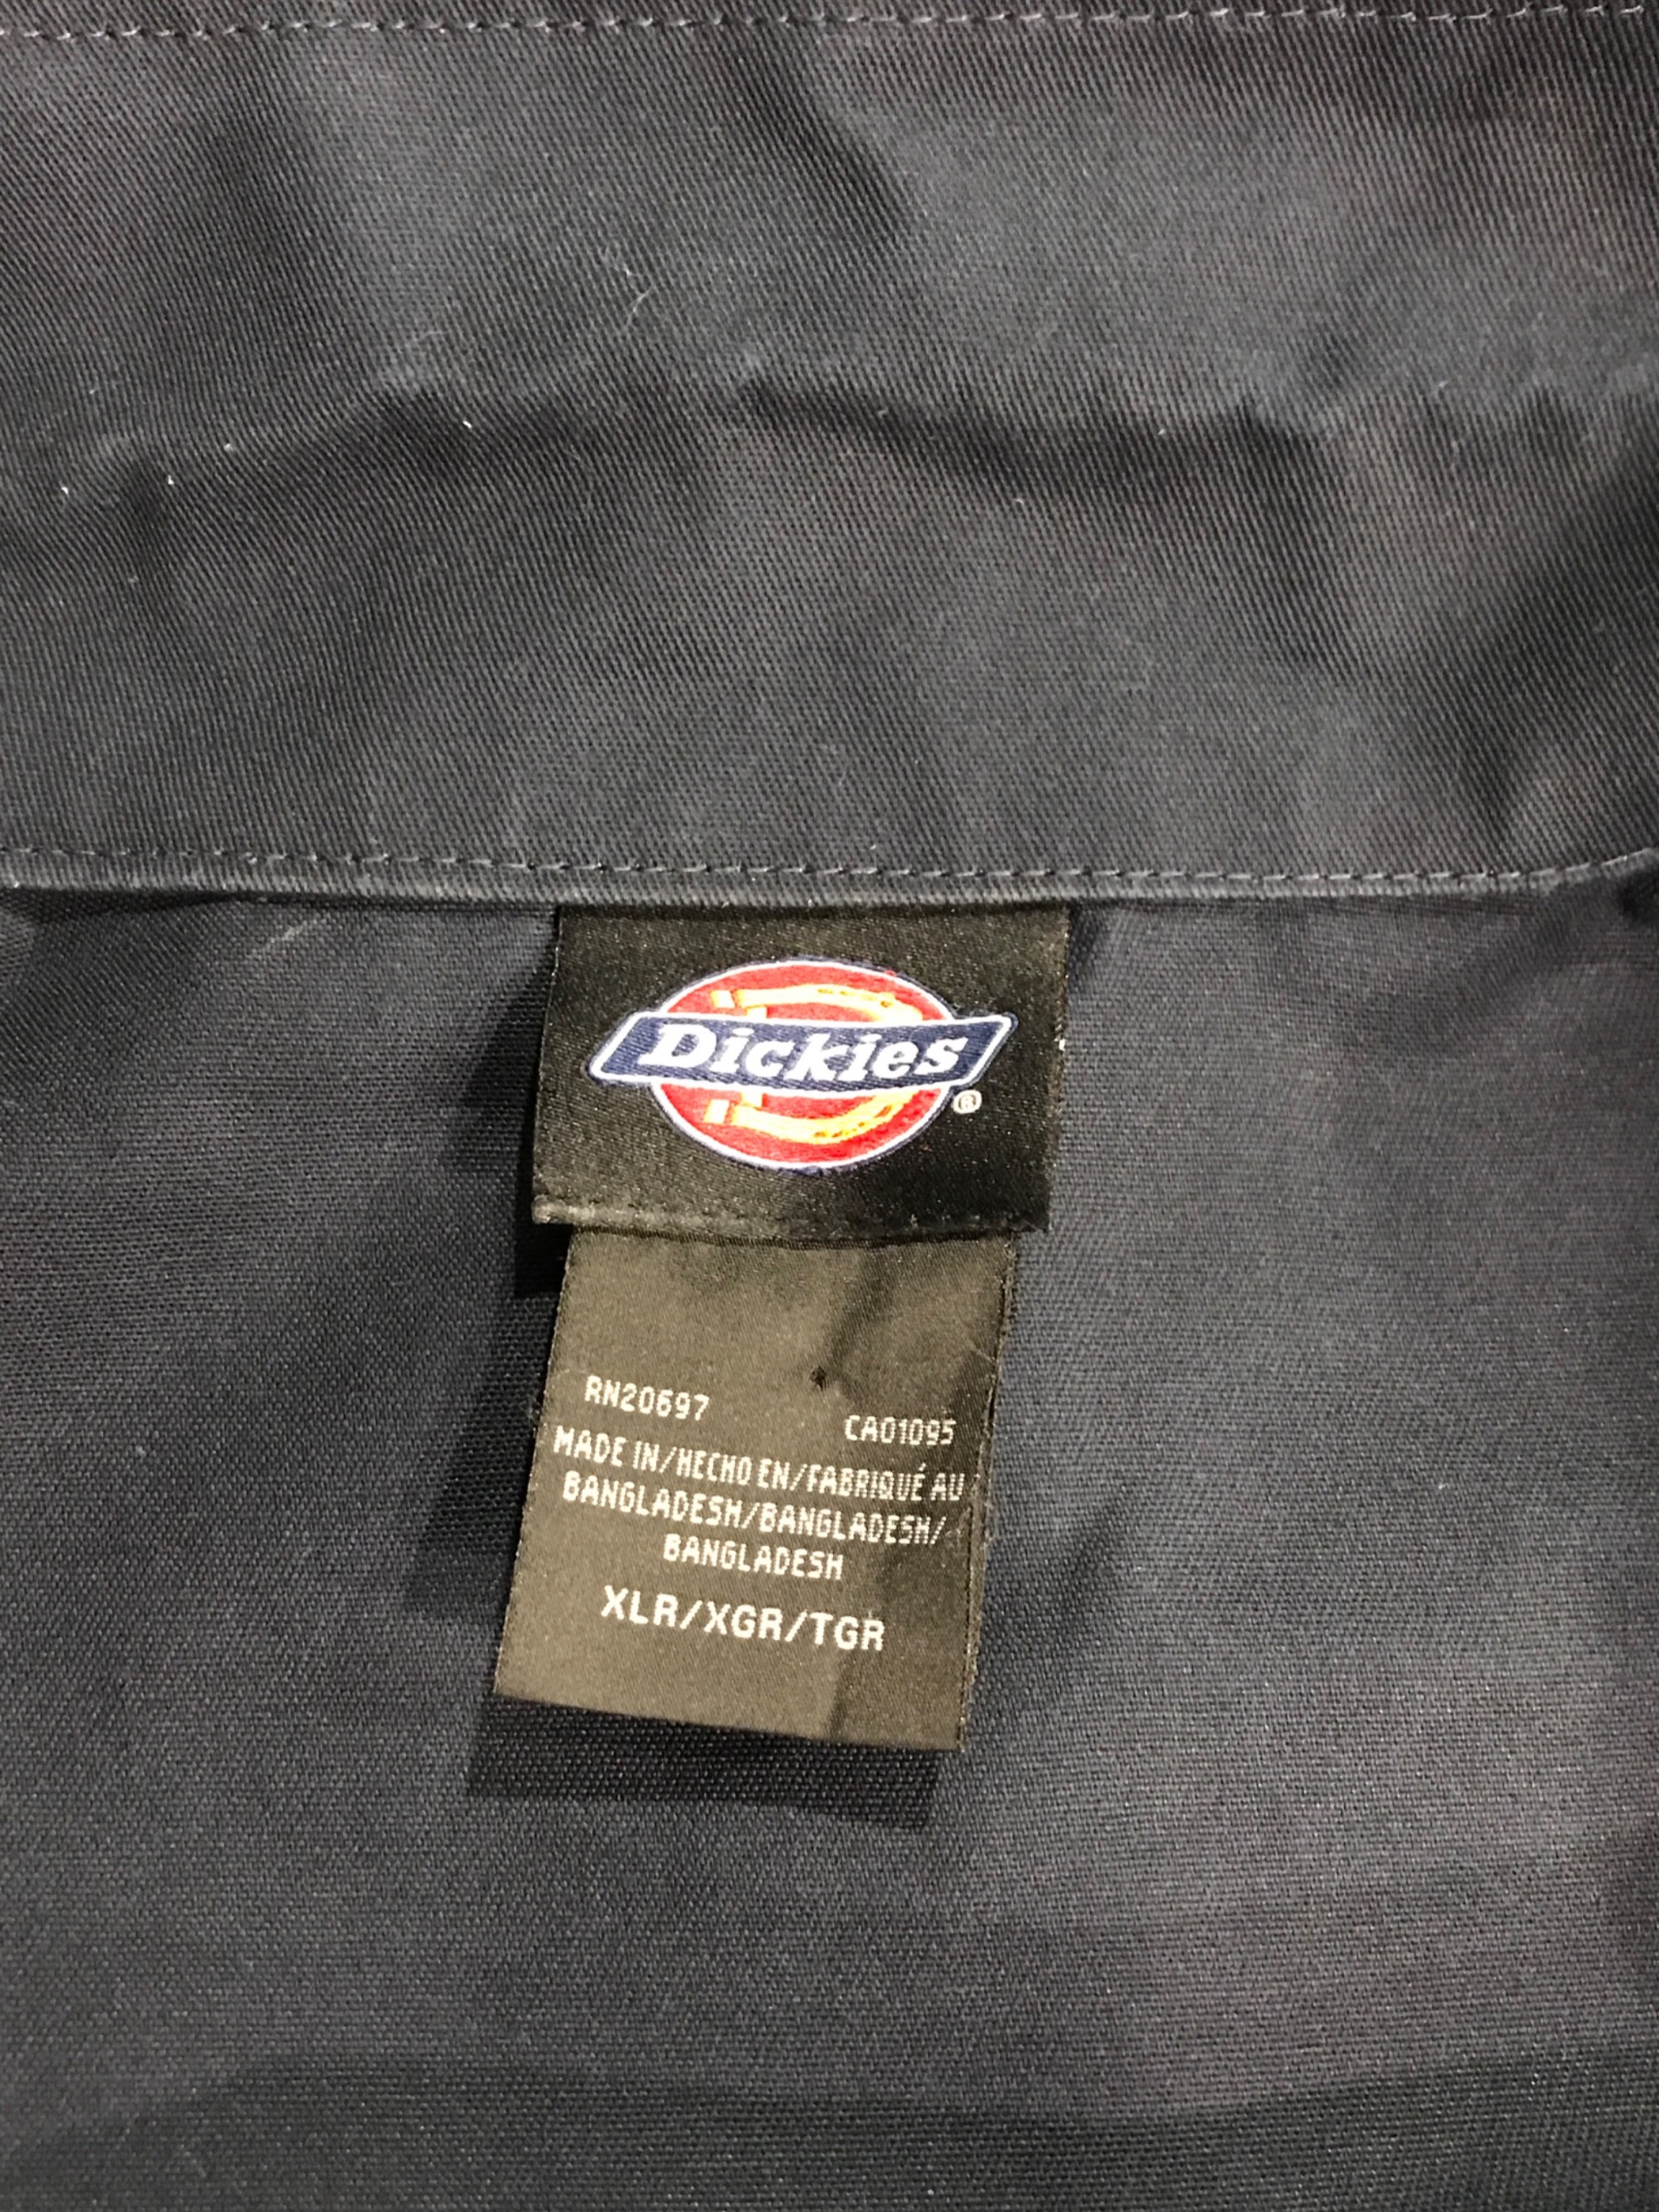 Dickies
®
RN20697
CA01095
MADE IN/HECHO EN/FABRIQUÉ AU
BANGLADESH/BANGLADESH/
BANGLADESH
XLR/XGR/TGR